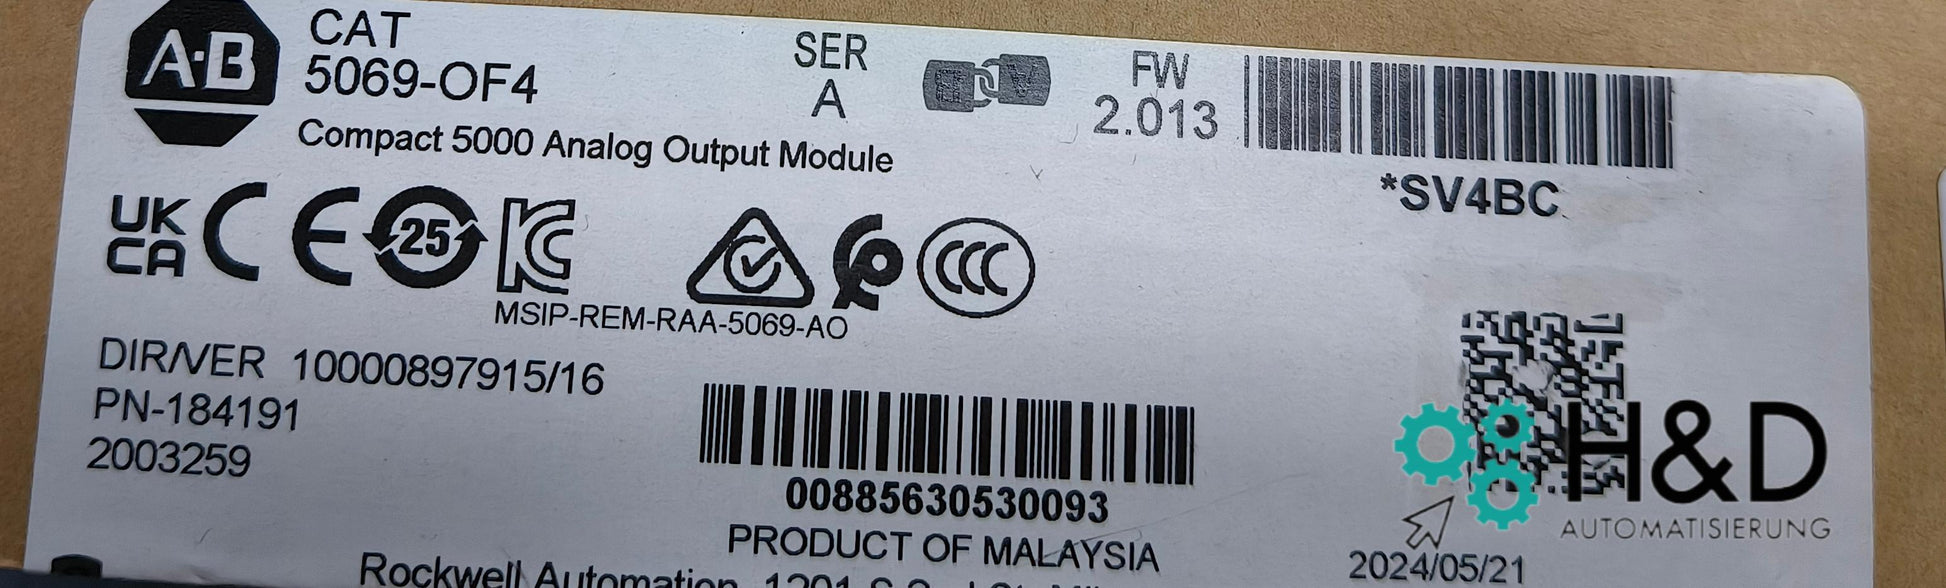 A·B
CAT
5069-OF4
Compact 5000 Analog Output Module
SER
A
FW
2.013
*SV4BC
UK
CA
CE
25
MSIP-REM-RAA-5069-AO
CCC
DIR/VER 10000897915/16
PN-184191
2003259
00885630530093
PRODUCT OF MALAYSIA
Rockwell Automation, 1201 S
H&D
AUTOMATISIERUNG
2024/05/21